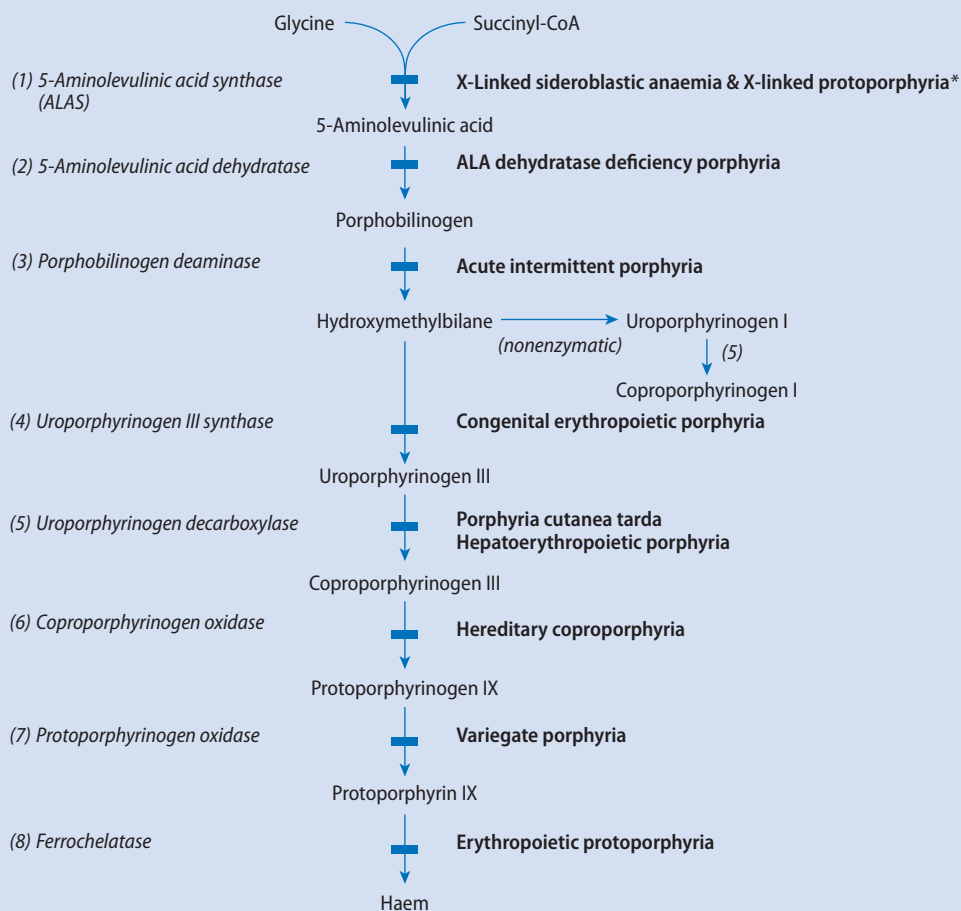 Glycine
Succinyl-CoA
(1) 5-Aminolevulinic acid synthase
(ALAS)
X-Linked sideroblastic anaemia & X-linked protoporphyria*
5-Aminolevulinic acid
(2) 5-Aminolevulinic acid dehydratase
ALA dehydratase deficiency porphyria
Porphobilinogen
(3) Porphobilinogen deaminase
Acute intermittent porphyria
Hydroxymethylbilane
(nonenzymatic)
Uroporphyrinogen I
(5)
Coproporphyrinogen I
(4) Uroporphyrinogen III synthase
Congenital erythropoietic porphyria
Uroporphyrinogen III
(5) Uroporphyrinogen decarboxylase
Porphyria cutanea tarda
Hepatoerythropoietic porphyria
Coproporphyrinogen III
(6) Coproporphyrinogen oxidase
Hereditary coproporphyria
Protoporphyrinogen IX
(7) Protoporphyrinogen oxidase
Variegate porphyria
Protoporphyrin IX
(8) Ferrochelatase
Erythropoietic protoporphyria
Haem